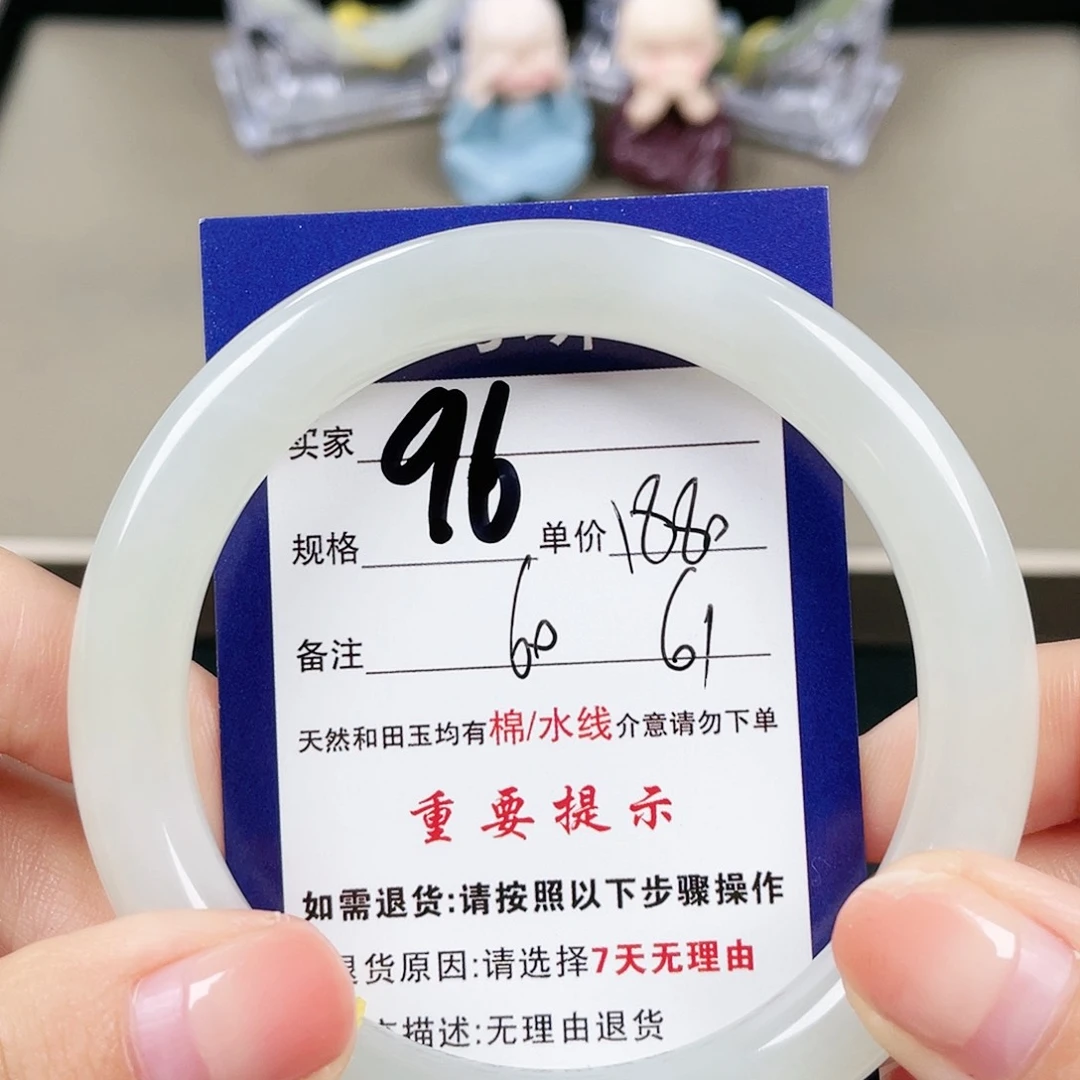 买家 96
规格 单价 1880
备注 60 61
天然和田玉均有棉/水线介意请勿下单
重要提示
如需退货:请按照以下步骤操作
退货原因:请选择7天无理由
描述:无理由退货